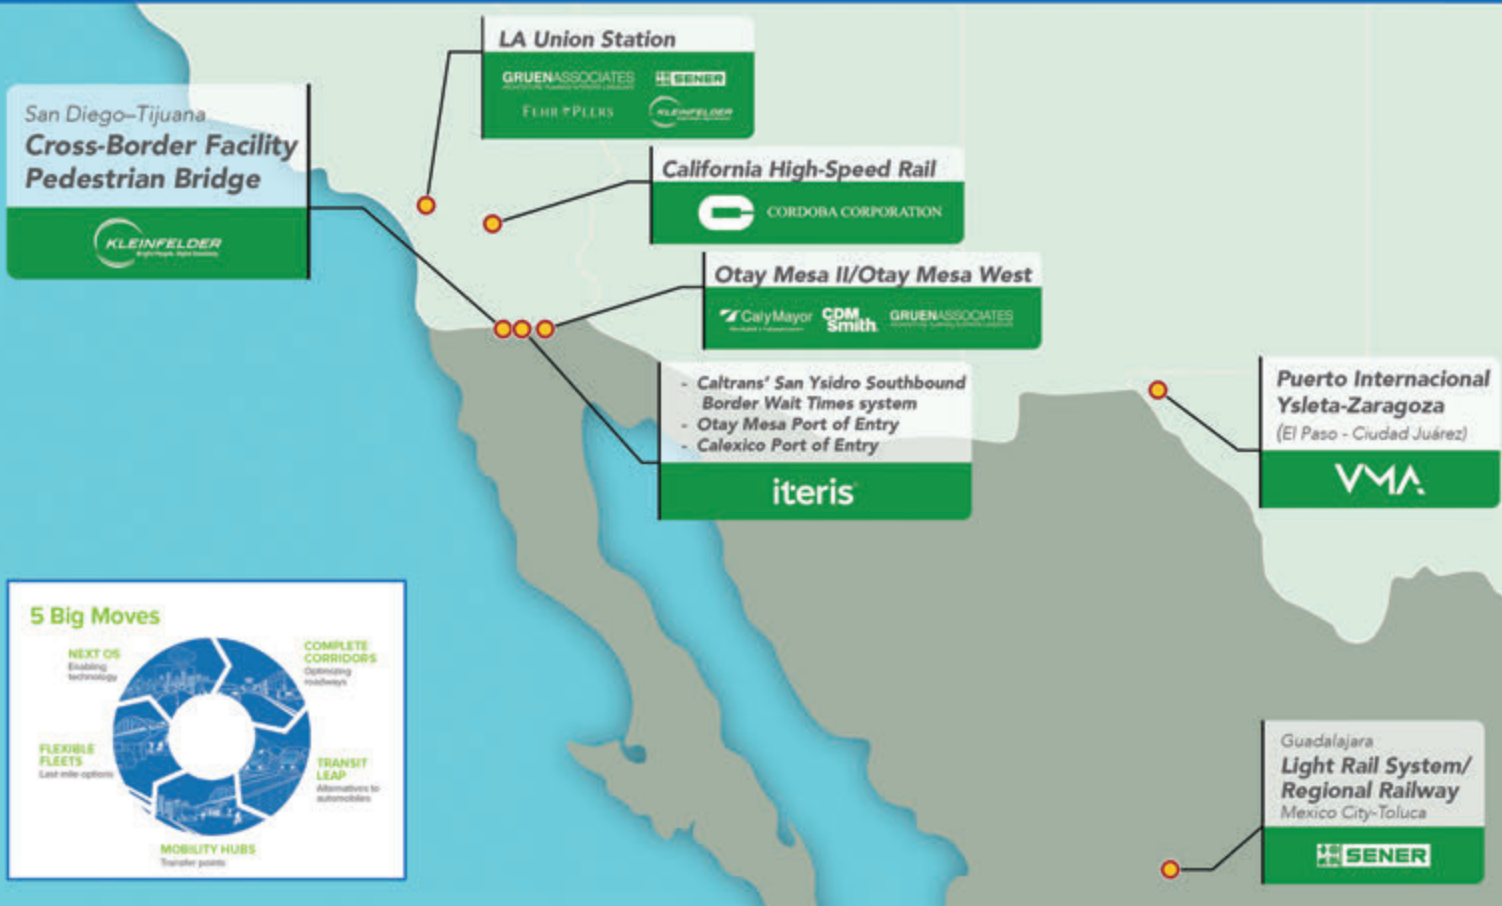 LA Union Station
GRUENASSOCIATES
SENER
FEHR & PEERS
KLEINFELDER
San Diego–Tijuana
Cross-Border Facility
Pedestrian Bridge
KLEINFELDER
Bright People. Right Solutions.
California High-Speed Rail
CORDOBA CORPORATION
Otay Mesa II/Otay Mesa West
CalyMayor
CDM
Smith
GRUENASSOCIATES
- Caltrans' San Ysidro Southbound
Border Wait Times system
- Otay Mesa Port of Entry
- Calexico Port of Entry
iteris
Puerto Internacional
Ysleta-Zaragoza
(El Paso - Ciudad Juárez)
VMA
5 Big Moves
NEXT OS
Enabling
technology
COMPLETE
CORRIDORS
Optimizing
roadways
FLEXIBLE
FLEETS
Last mile options
TRANSIT
LEAP
Alternatives to
automobiles
MOBILITY HUBS
Transfer points
Guadalajara
Light Rail System/
Regional Railway
Mexico City-Toluca
SENER